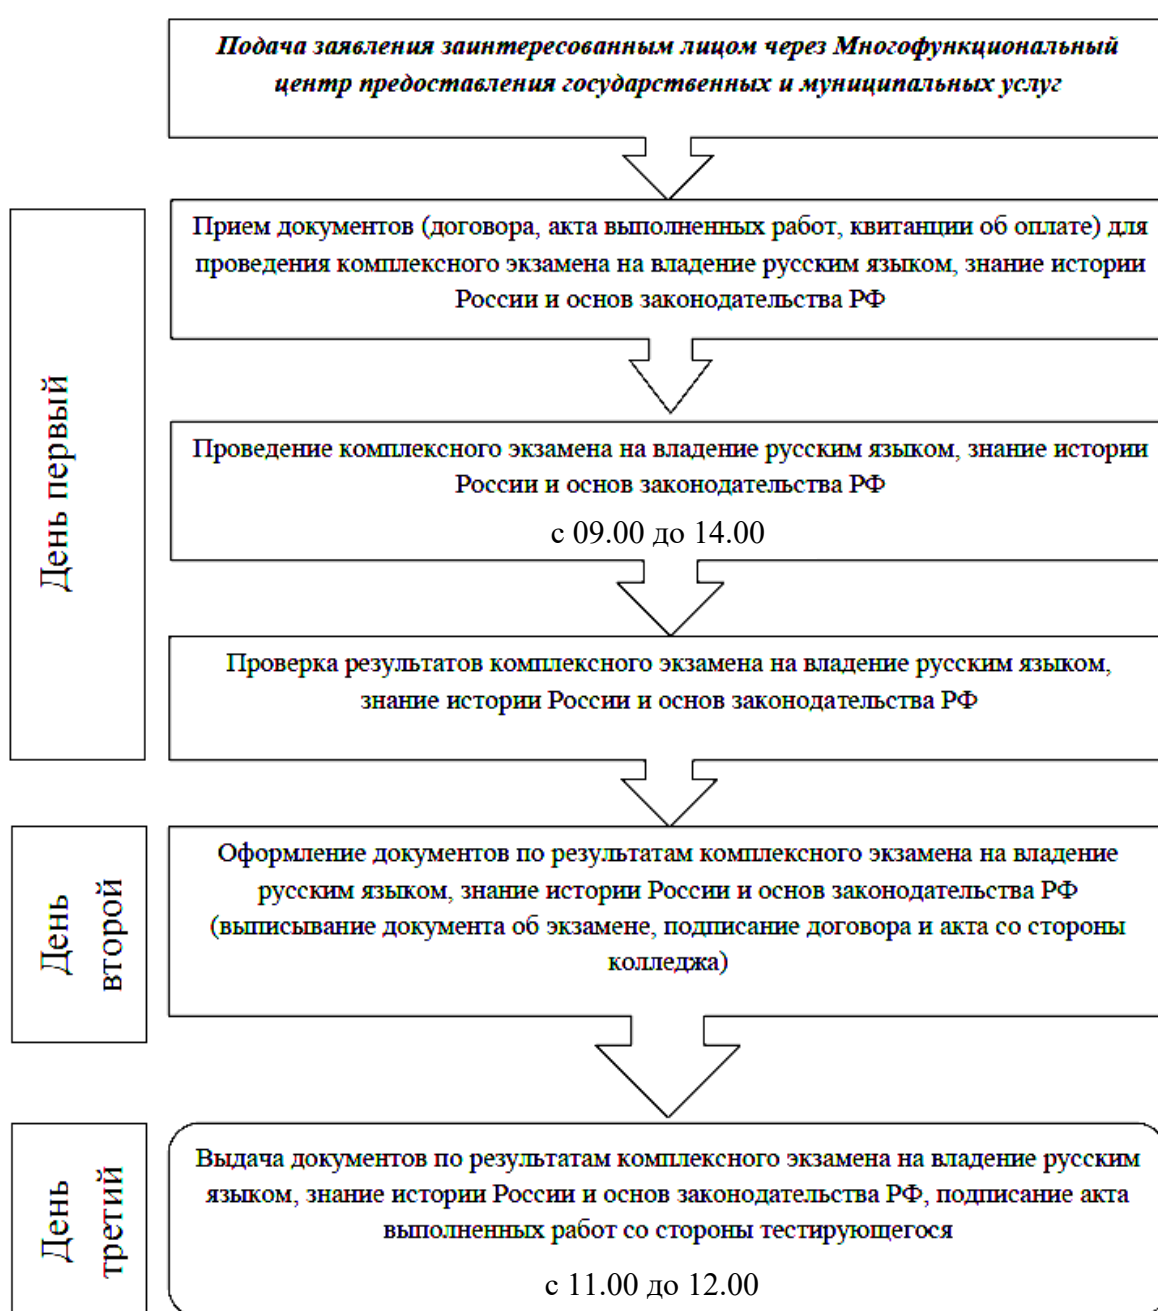 Подача заявления заинтересованным лицом через Многофункциональный
центр предоставления государственных и муниципальных услуг
День первый
Прием документов (договора, акта выполненных работ, квитанции об оплате) для
проведения комплексного экзамена на владение русским языком, знание истории
России и основ законодательства РФ
Проведение комплексного экзамена на владение русским языком, знание истории
России и основ законодательства РФ
с 09.00 до 14.00
Проверка результатов комплексного экзамена на владение русским языком,
знание истории России и основ законодательства РФ
День
второй
Оформление документов по результатам комплексного экзамена на владение
русским языком, знание истории России и основ законодательства РФ
(выписывание документа об экзамене, подписание договора и акта со стороны
колледжа)
День
третий
Выдача документов по результатам комплексного экзамена на владение русским
языком, знание истории России и основ законодательства РФ, подписание акта
выполненных работ со стороны тестирующегося
с 11.00 до 12.00